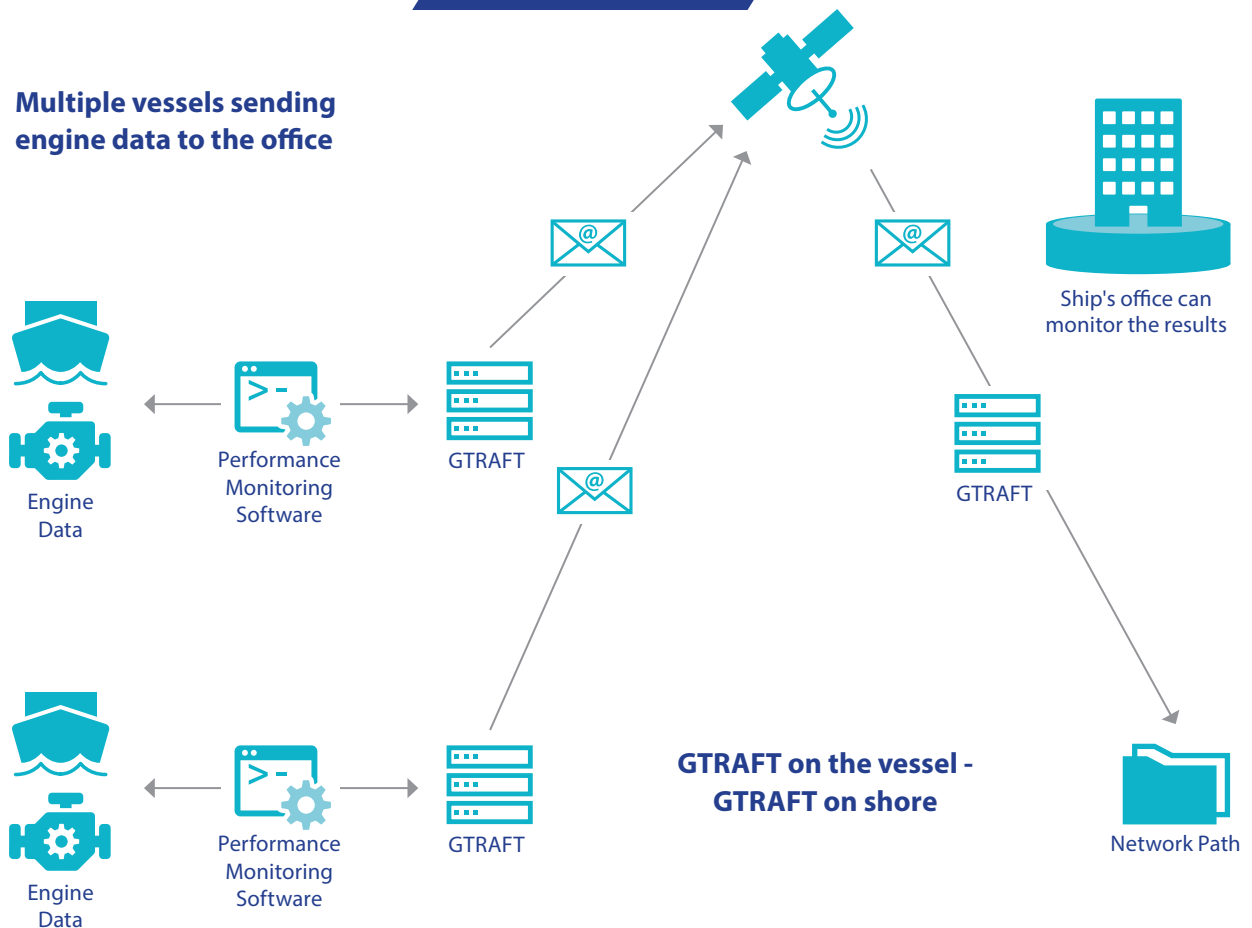 Multiple vessels sending
engine data to the office
@
@
Ship's office can
monitor the results
>-
Performance
Monitoring
Software
GTRAFT
@
GTRAFT
Engine
Data
GTRAFT on the vessel -
GTRAFT on shore
>-
Performance
Monitoring
Software
GTRAFT
Network Path
Engine
Data